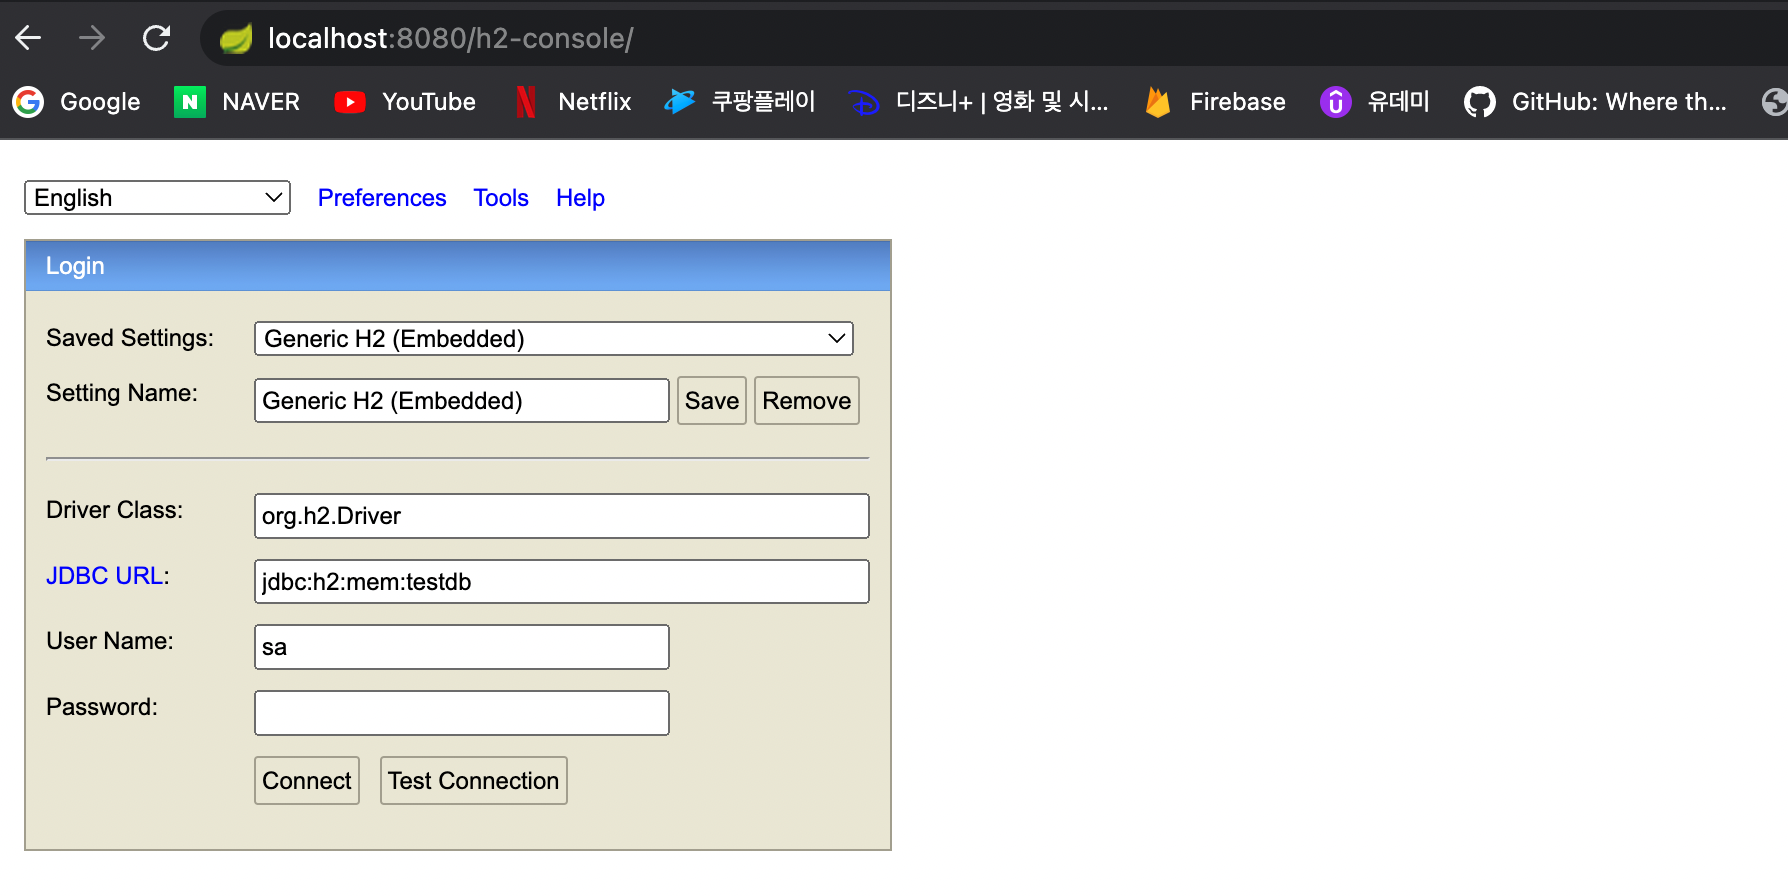 localhost:8080/h2-console/
Google NAVER YouTube Netflix 쿠팡플레이 디즈니+ | 영화 및 시... Firebase 유데미 GitHub: Where th...
English Preferences Tools Help
Login
Saved Settings: Generic H2 (Embedded)
Setting Name: Generic H2 (Embedded) Save Remove
Driver Class: org.h2.Driver
JDBC URL: jdbc:h2:mem:testdb
User Name: sa
Password:
Connect Test Connection